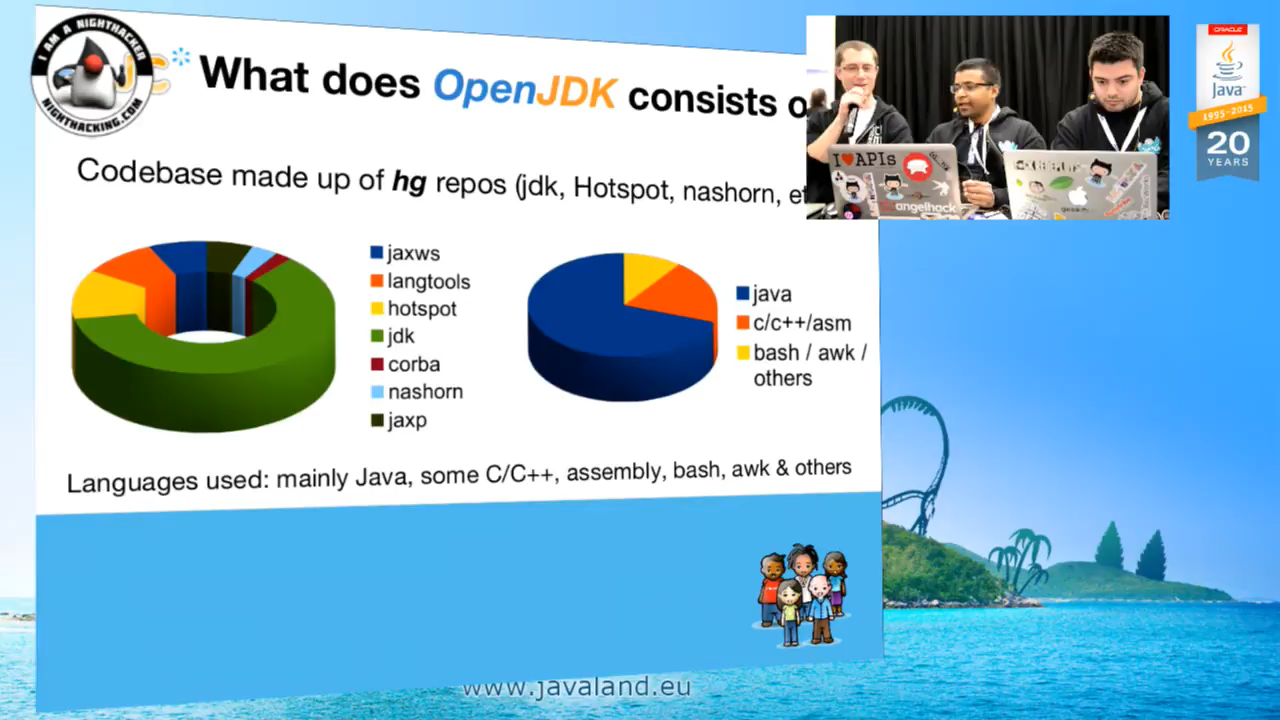 I AM A NIGHTHACKER
NIGHTHACKING.COM
What does OpenJDK consists o
Codebase made up of hg repos (jdk, Hotspot, nashorn, et
jaxws
langtools
hotspot
jdk
corba
nashorn
jaxp
java
c/c++/asm
bash / awk /
others
Languages used: mainly Java, some C/C++, assembly, bash, awk & others
I ♥ APIs
angelhack
ORACLE
Java
1995-2015
20
YEARS
www.javaland.eu